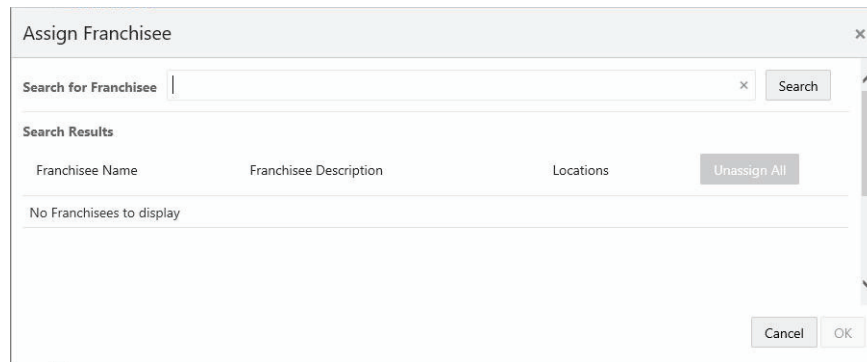 Assign Franchisee ×
Search for Franchisee × Search
Search Results
Franchisee Name Franchisee Description Locations Unassign All
No Franchisees to display
Cancel OK